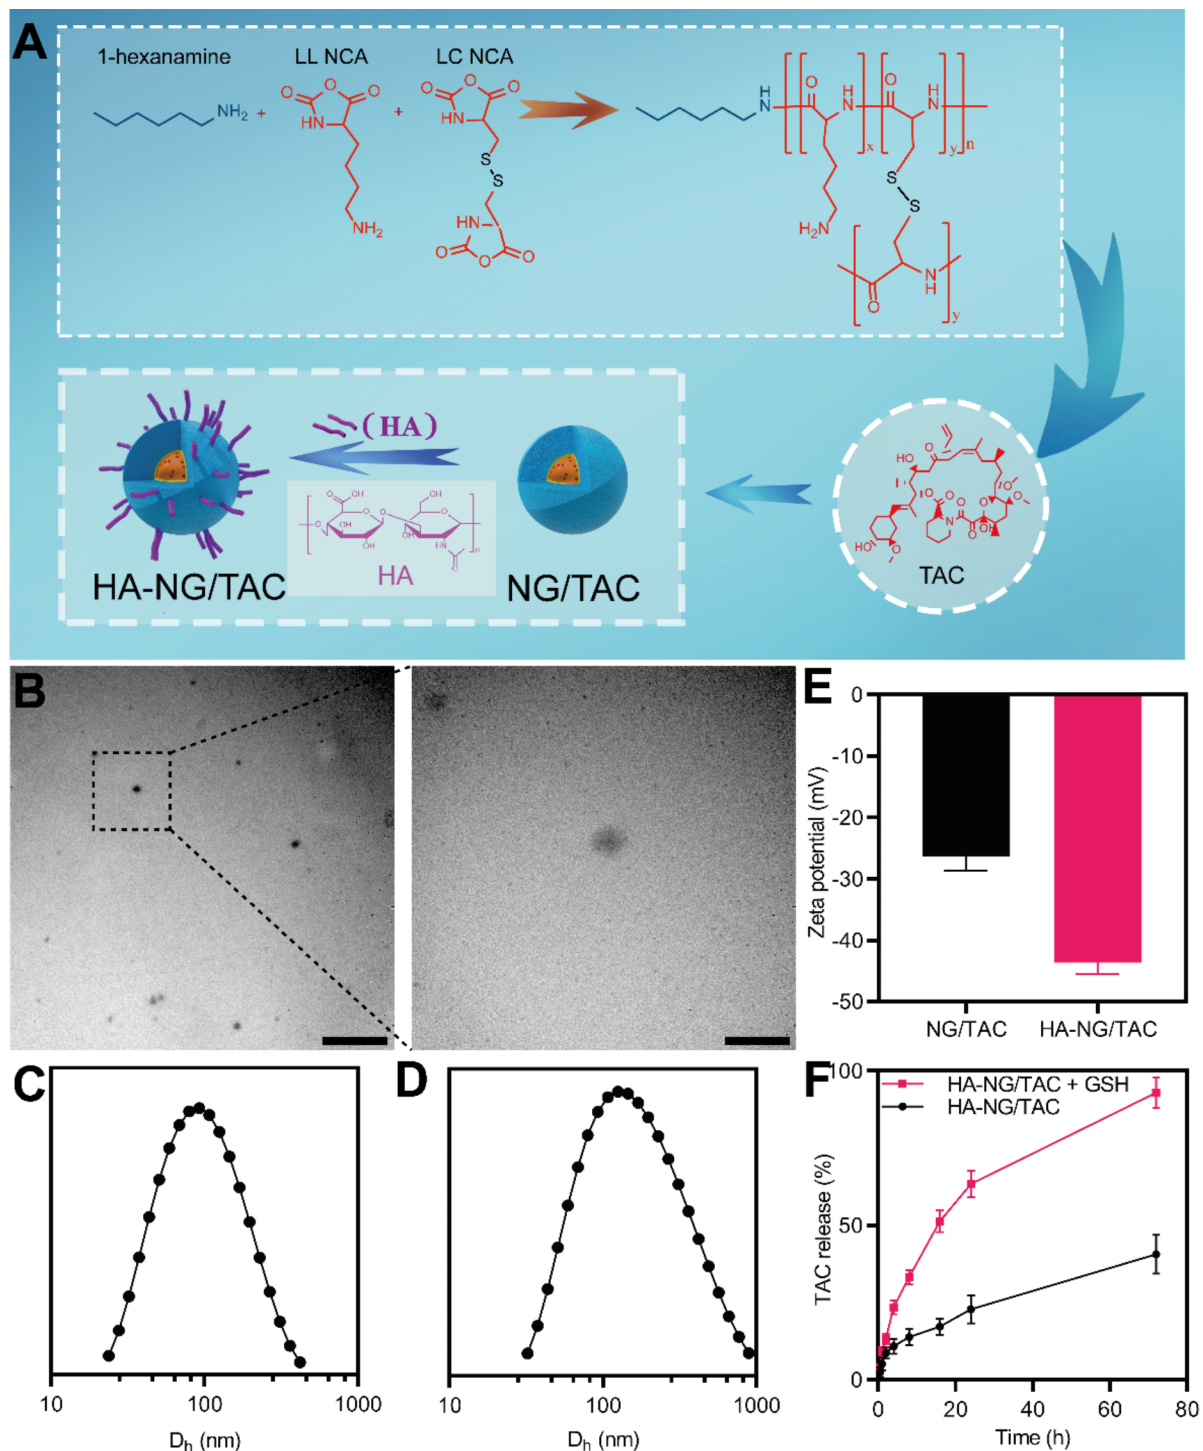 A
1-hexanamine
LL NCA
LC NCA
NH2
+
+
O
O
O
HN
NH2
O
O
O
HN
S
S
HN
O
O
O
H
N
O
H
N
O
H
N
x
y
n
S
S
H2N
O
N
H
y
(HA)
HA-NG/TAC
HA
NG/TAC
TAC
B
E
Zeta potential (mV)
0
-10
-20
-30
-40
-50
NG/TAC
HA-NG/TAC
C
10
100
1000
Dh (nm)
D
10
100
1000
Dh (nm)
F
HA-NG/TAC + GSH
HA-NG/TAC
TAC release (%)
100
50
0
0
20
40
60
80
Time (h)